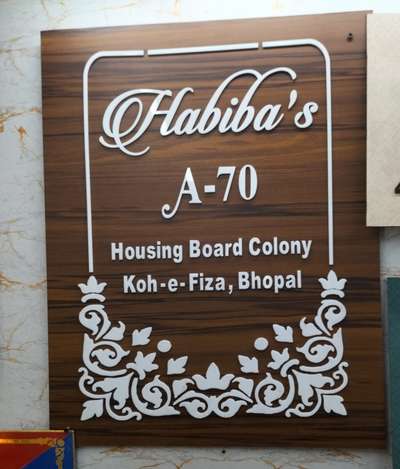 Habiba's
A-70
Housing Board Colony
Koh-e-Fiza, Bhopal